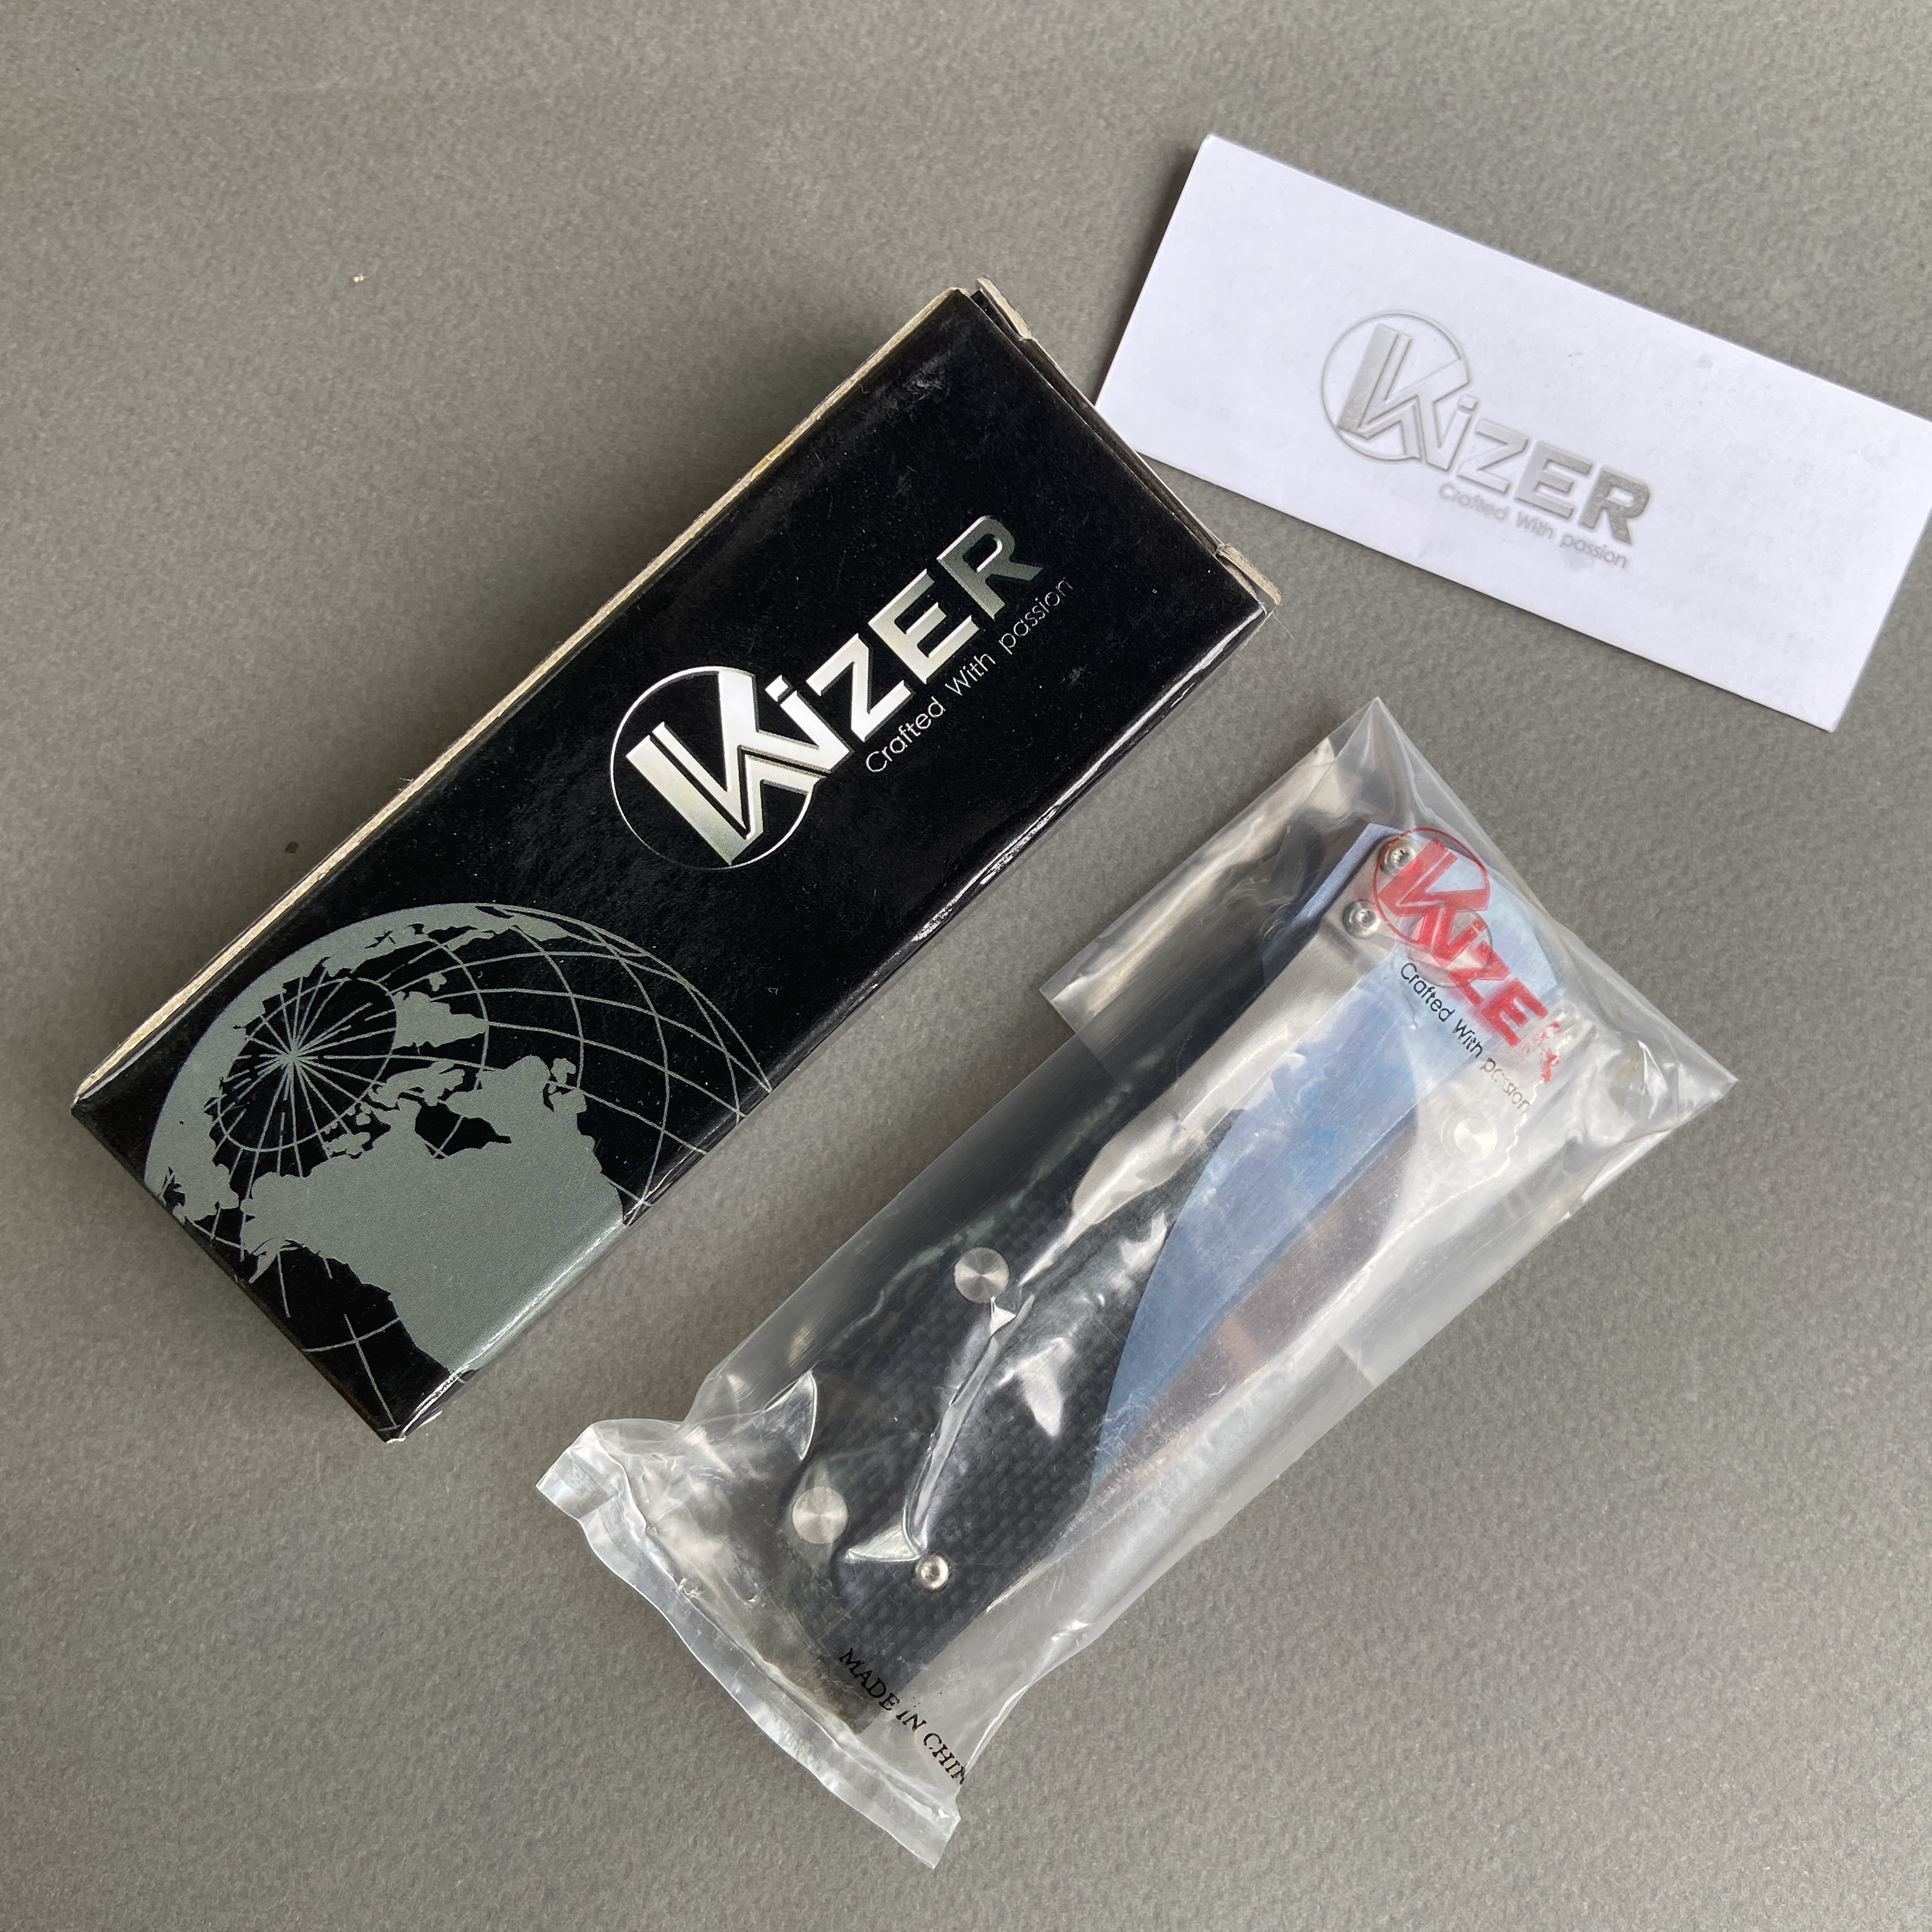 KiZER
Crafted With passion
KiZER
Crafted With passion
KiZER
Crafted With passion
MADE iN CHIN